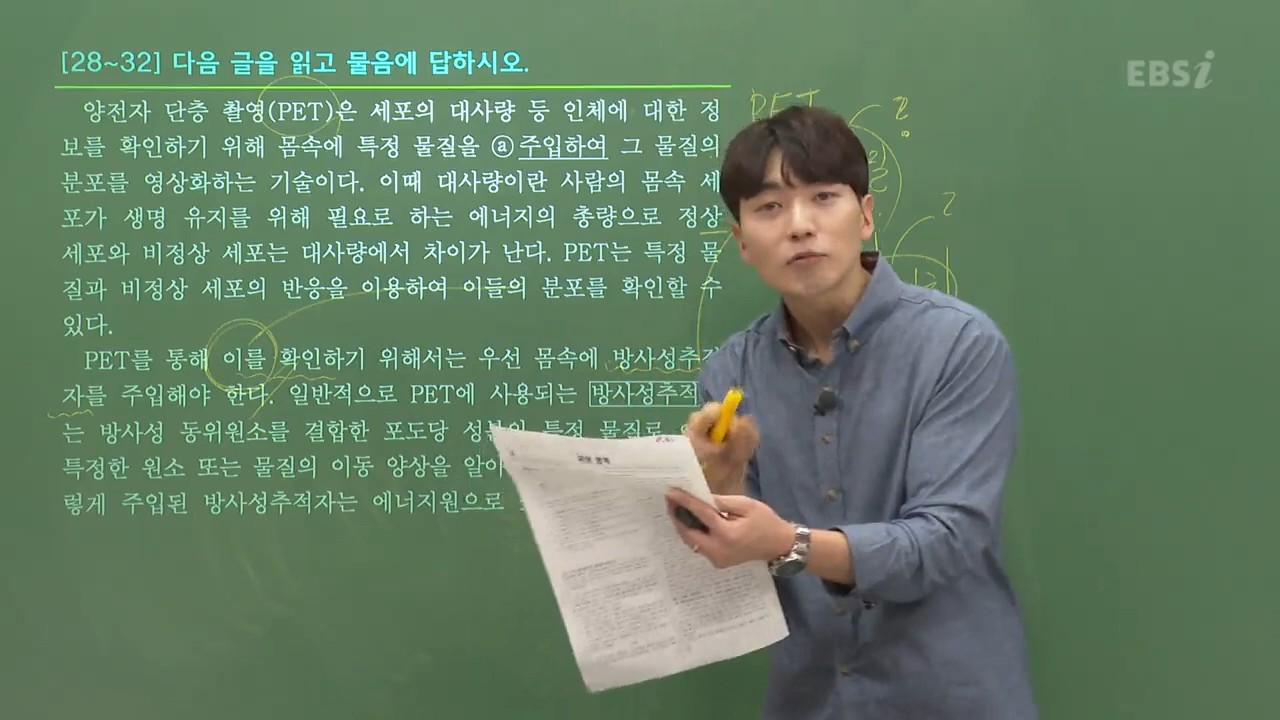 [28~32] 다음 글을 읽고 물음에 답하시오.
EBSi
양전자 단층 촬영(PET)은 세포의 대사량 등 인체에 대한 정
보를 확인하기 위해 몸속에 특정 물질을 ⓐ주입하여 그 물질의
분포를 영상화하는 기술이다. 이때 대사량이란 사람의 몸속 세
포가 생명 유지를 위해 필요로 하는 에너지의 총량으로 정상
세포와 비정상 세포는 대사량에서 차이가 난다. PET는 특정 물
질과 비정상 세포의 반응을 이용하여 이들의 분포를 확인할 수
있다.
PET를 통해 이를 확인하기 위해서는 우선 몸속에 방사성추적
자를 주입해야 한다. 일반적으로 PET에 사용되는 방사성추적
는 방사성 동위원소를 결합한 포도당 성분의 특정 물질로
특정한 원소 또는 물질의 이동 양상을 알아
렇게 주입된 방사성추적자는 에너지원으로
PET